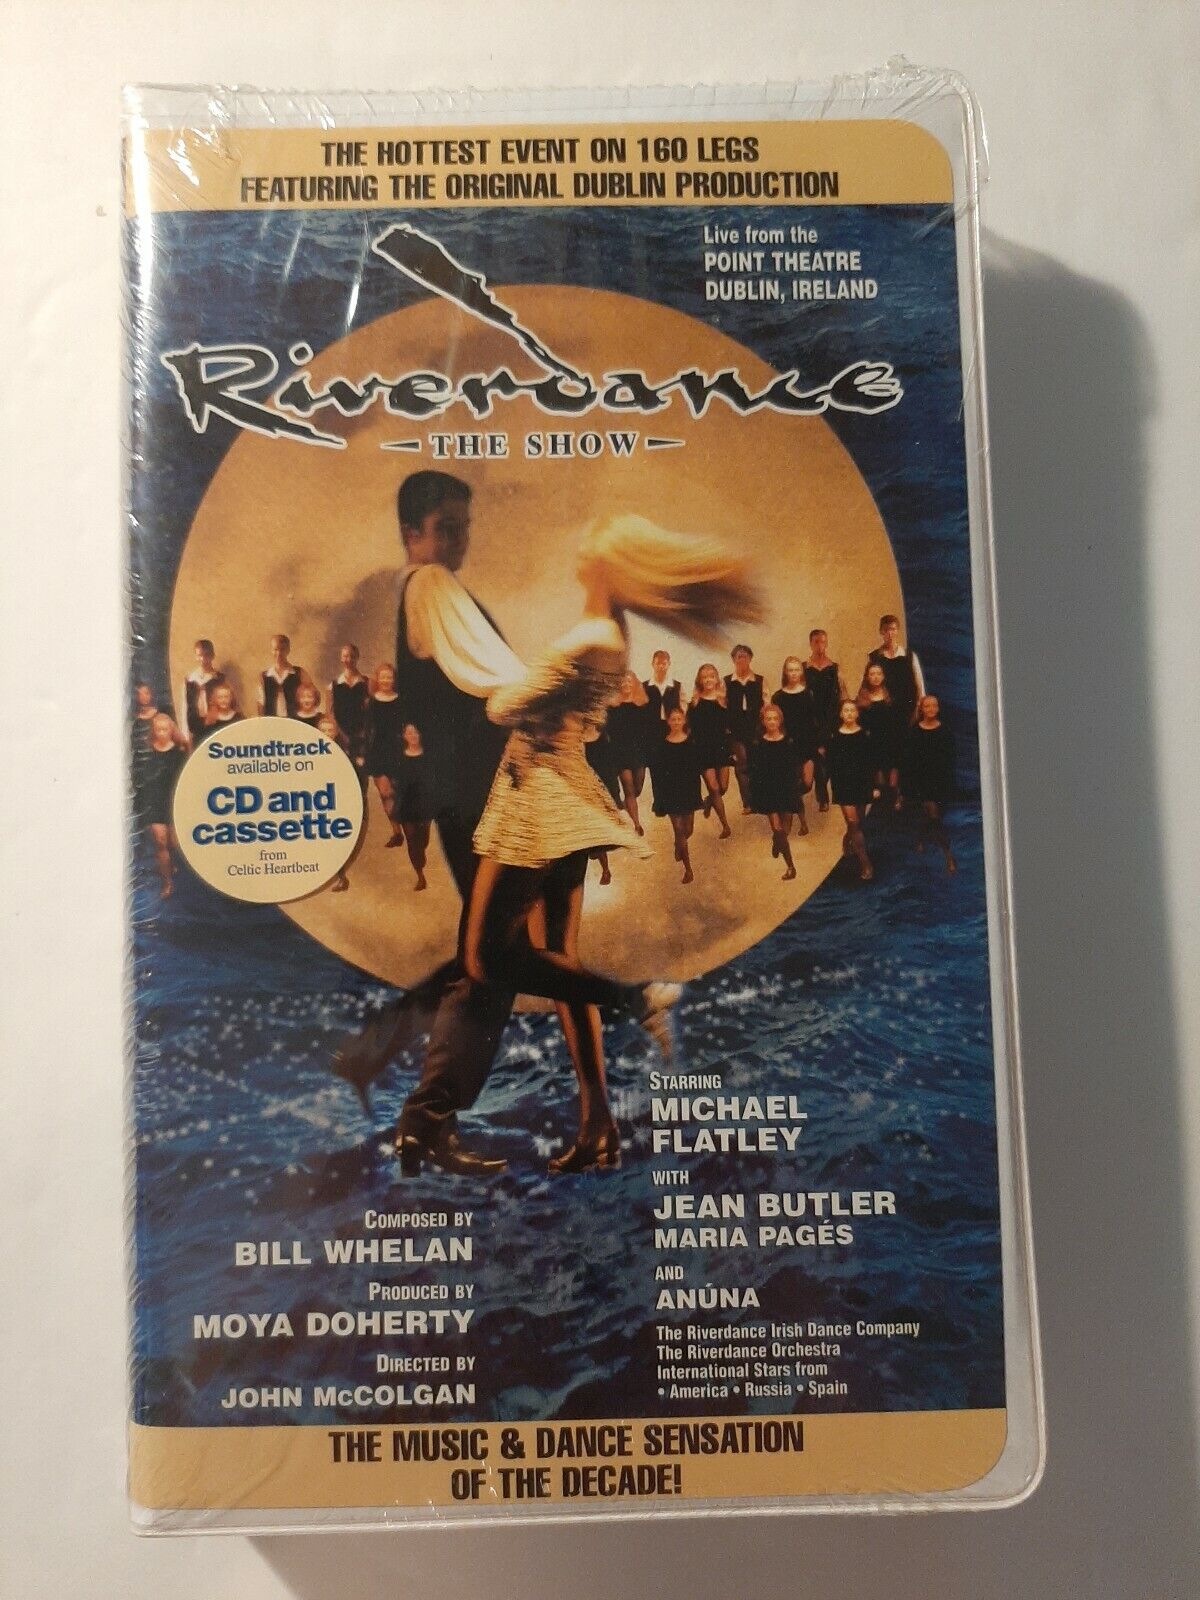 THE HOTTEST EVENT ON 160 LEGS
FEATURING THE ORIGINAL DUBLIN PRODUCTION
Live from the
POINT THEATRE
DUBLIN, IRELAND
Riverdance
THE SHOW
Soundtrack
available on
CD and
cassette
from
Celtic Heartbeat
STARRING
MICHAEL
FLATLEY
WITH
JEAN BUTLER
MARIA PAGÉS
AND
ANÚNA
The Riverdance Irish Dance Company
The Riverdance Orchestra
International Stars from
• America • Russia • Spain
COMPOSED BY
BILL WHELAN
PRODUCED BY
MOYA DOHERTY
DIRECTED BY
JOHN McCOLGAN
THE MUSIC & DANCE SENSATION
OF THE DECADE!